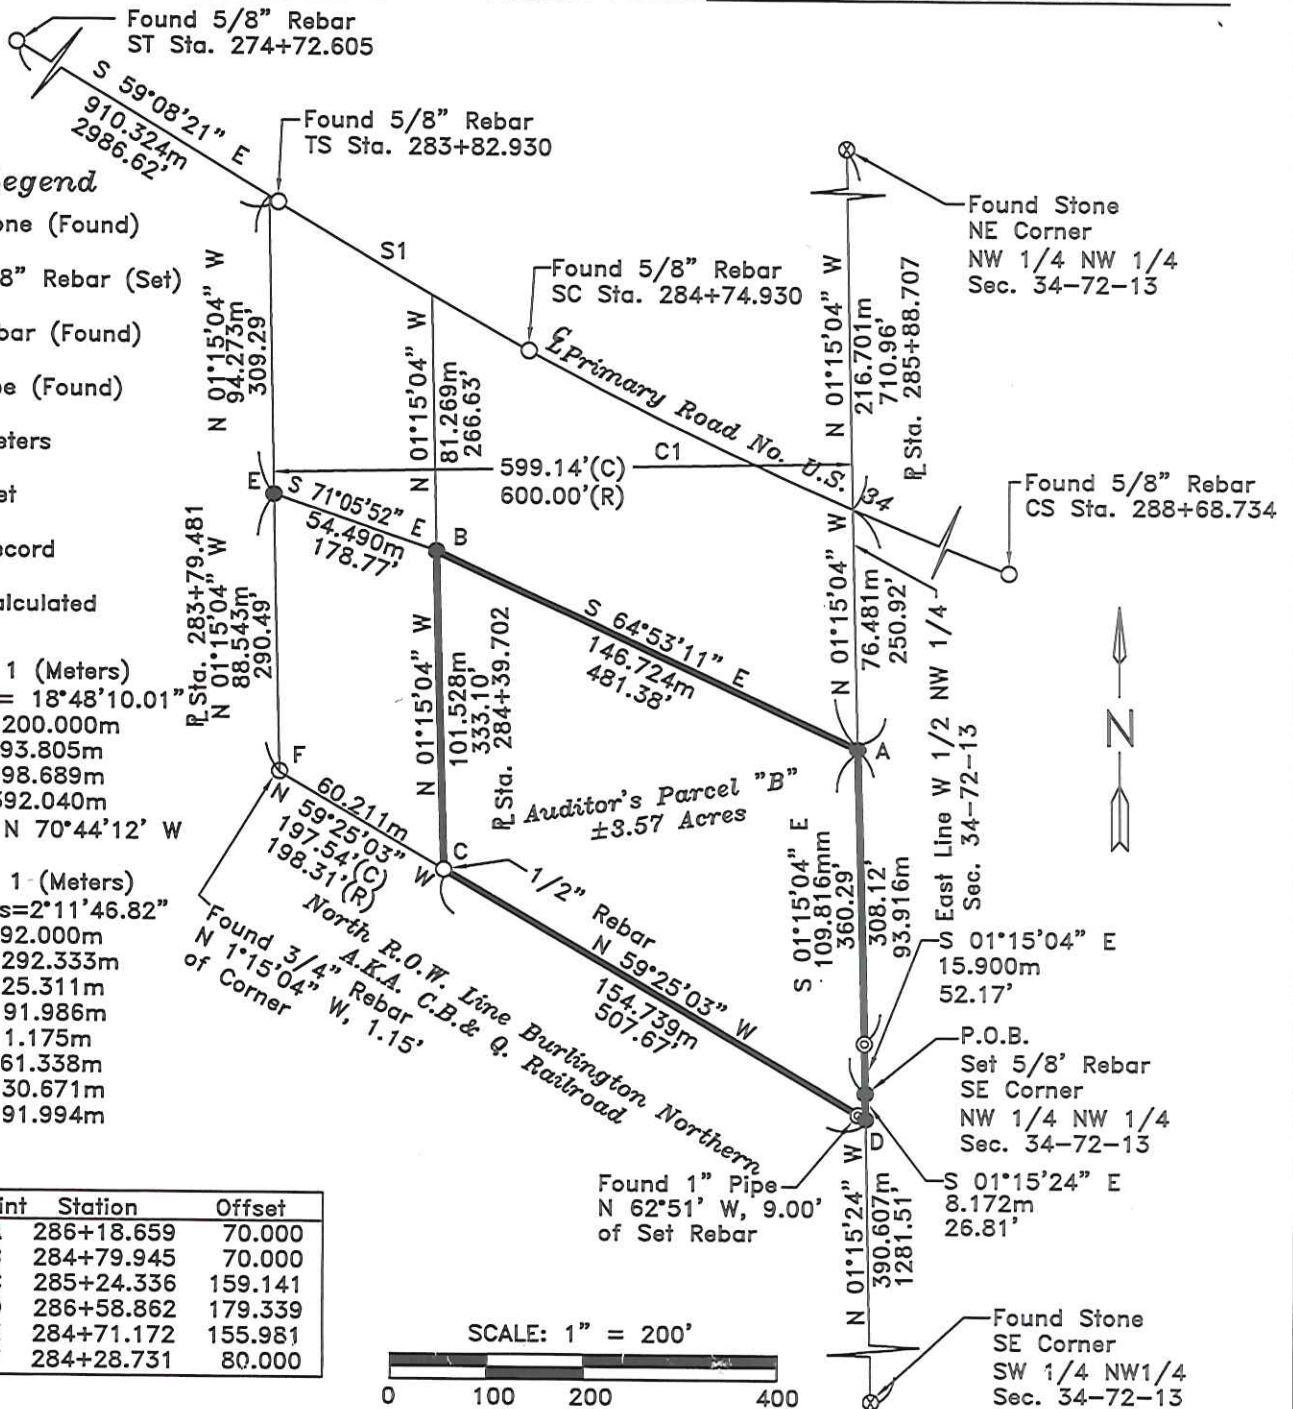 Found 5/8" Rebar
ST Sta. 274+72.605
S 59°08'21" E
910.324m
2986.62'
Found 5/8" Rebar
TS Sta. 283+82.930
Found Stone
NE Corner
NW 1/4 NW 1/4
Sec. 34-72-13
S1
Found 5/8" Rebar
SC Sta. 284+74.930
(Found)
8" Rebar (Set)
(Found)
(Found)
N 01°15'04" W
94.273m
309.29'
N 01°15'04" W
81.269m
266.63'
N 01°15'04" W
216.701m
710.96'
PL Sta. 285+88.707
CL Primary Road No. U.S. 34
C1
599.14'(C)
600.00'(R)
Found 5/8" Rebar
CS Sta. 288+68.734
E
S 71°05'52" E
54.490m
178.77'
B
S 64°53'11" E
146.724m
481.38'
N 01°15'04" W
76.481m
250.92'
East Line W 1/2 NW 1/4
Sec. 34-72-13
PL Sta. 283+79.481
N 01°15'04" W
88.543m
290.49'
N 01°15'04" W
101.528m
333.10'
PL Sta. 284+39.702
A
N
1 (Meters)
= 18°48'10.01"
200.000m
93.805m
98.689m
592.040m
N 70°44'12' W
1 (Meters)
s=2°11'46.82"
92.000m
292.333m
25.311m
91.986m
1.175m
61.338m
30.671m
91.994m
Auditor's Parcel "B"
±3.57 Acres
F
60.211m
N 59°25'03" W
197.54'(C)
198.31'(R)
C
1/2" Rebar
N 59°25'03" W
154.739m
507.67'
S 01°15'04" E
109.816mm
360.29'
308.12'
93.916m
S 01°15'04" E
15.900m
52.17'
Found 3/4" Rebar
N 1°15'04" W, 1.15'
of Corner
North R.O.W. Line Burlington Northern
A.K.A. C.B.& Q. Railroad
P.O.B.
Set 5/8' Rebar
SE Corner
NW 1/4 NW 1/4
Sec. 34-72-13
D
Found 1" Pipe
N 62°51' W, 9.00'
of Set Rebar
S 01°15'24" E
8.172m
26.81'
N 01°15'24" W
390.607m
1281.51'
Found Stone
SE Corner
SW 1/4 NW1/4
Sec. 34-72-13
Station Offset
286+18.659 70.000
284+79.945 70.000
285+24.336 159.141
286+58.862 179.339
284+71.172 155.981
284+28.731 80.000
SCALE: 1" = 200'
0 100 200 400